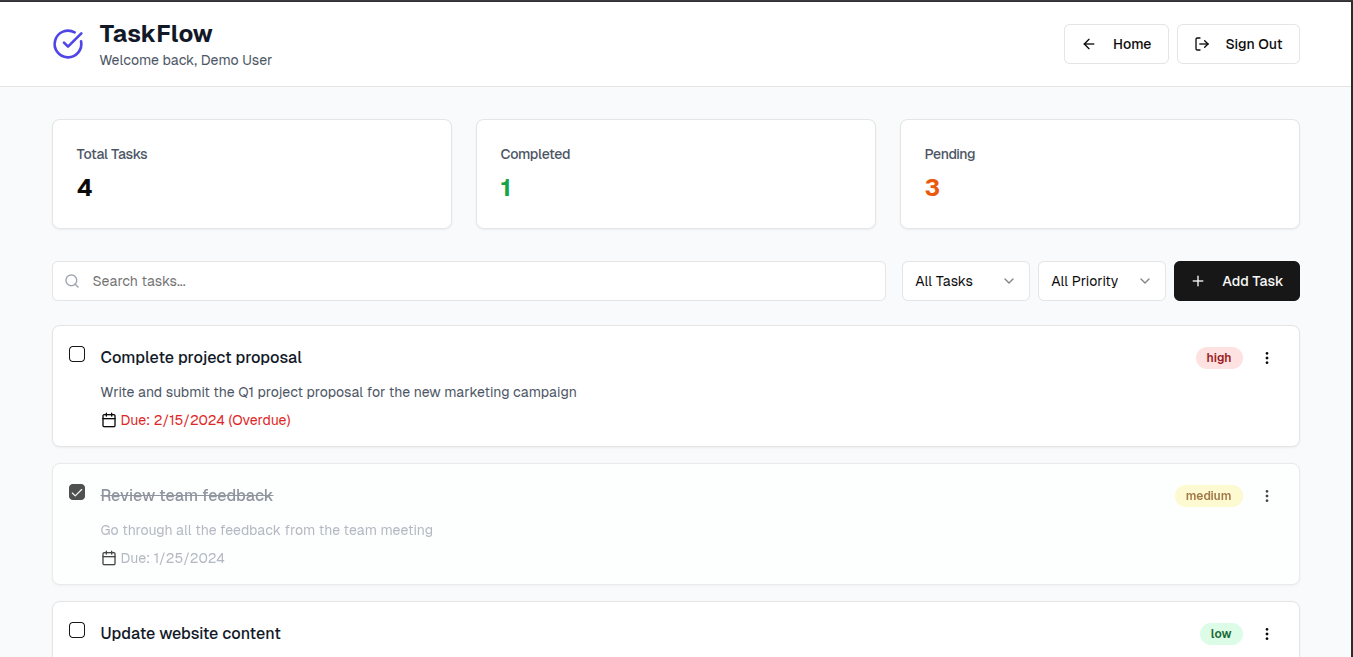 TaskFlow
Welcome back, Demo User
Home
Sign Out
Total Tasks
4
Completed
1
Pending
3
Search tasks...
All Tasks
All Priority
Add Task
Complete project proposal
high
Write and submit the Q1 project proposal for the new marketing campaign
Due: 2/15/2024 (Overdue)
Review team feedback
medium
Go through all the feedback from the team meeting
Due: 1/25/2024
Update website content
low